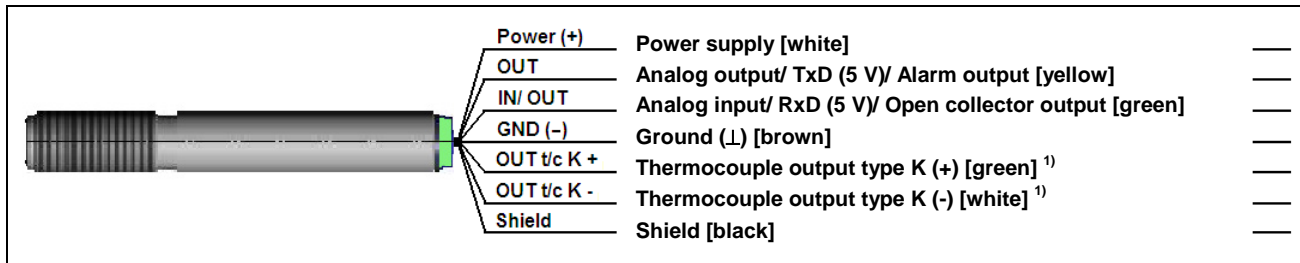 Power (+) Power supply [white]
OUT Analog output/ TxD (5 V)/ Alarm output [yellow]
IN/ OUT Analog input/ RxD (5 V)/ Open collector output [green]
GND (–) Ground (⊥) [brown]
OUT t/c K + Thermocouple output type K (+) [green] 1)
OUT t/c K - Thermocouple output type K (-) [white] 1)
Shield Shield [black]